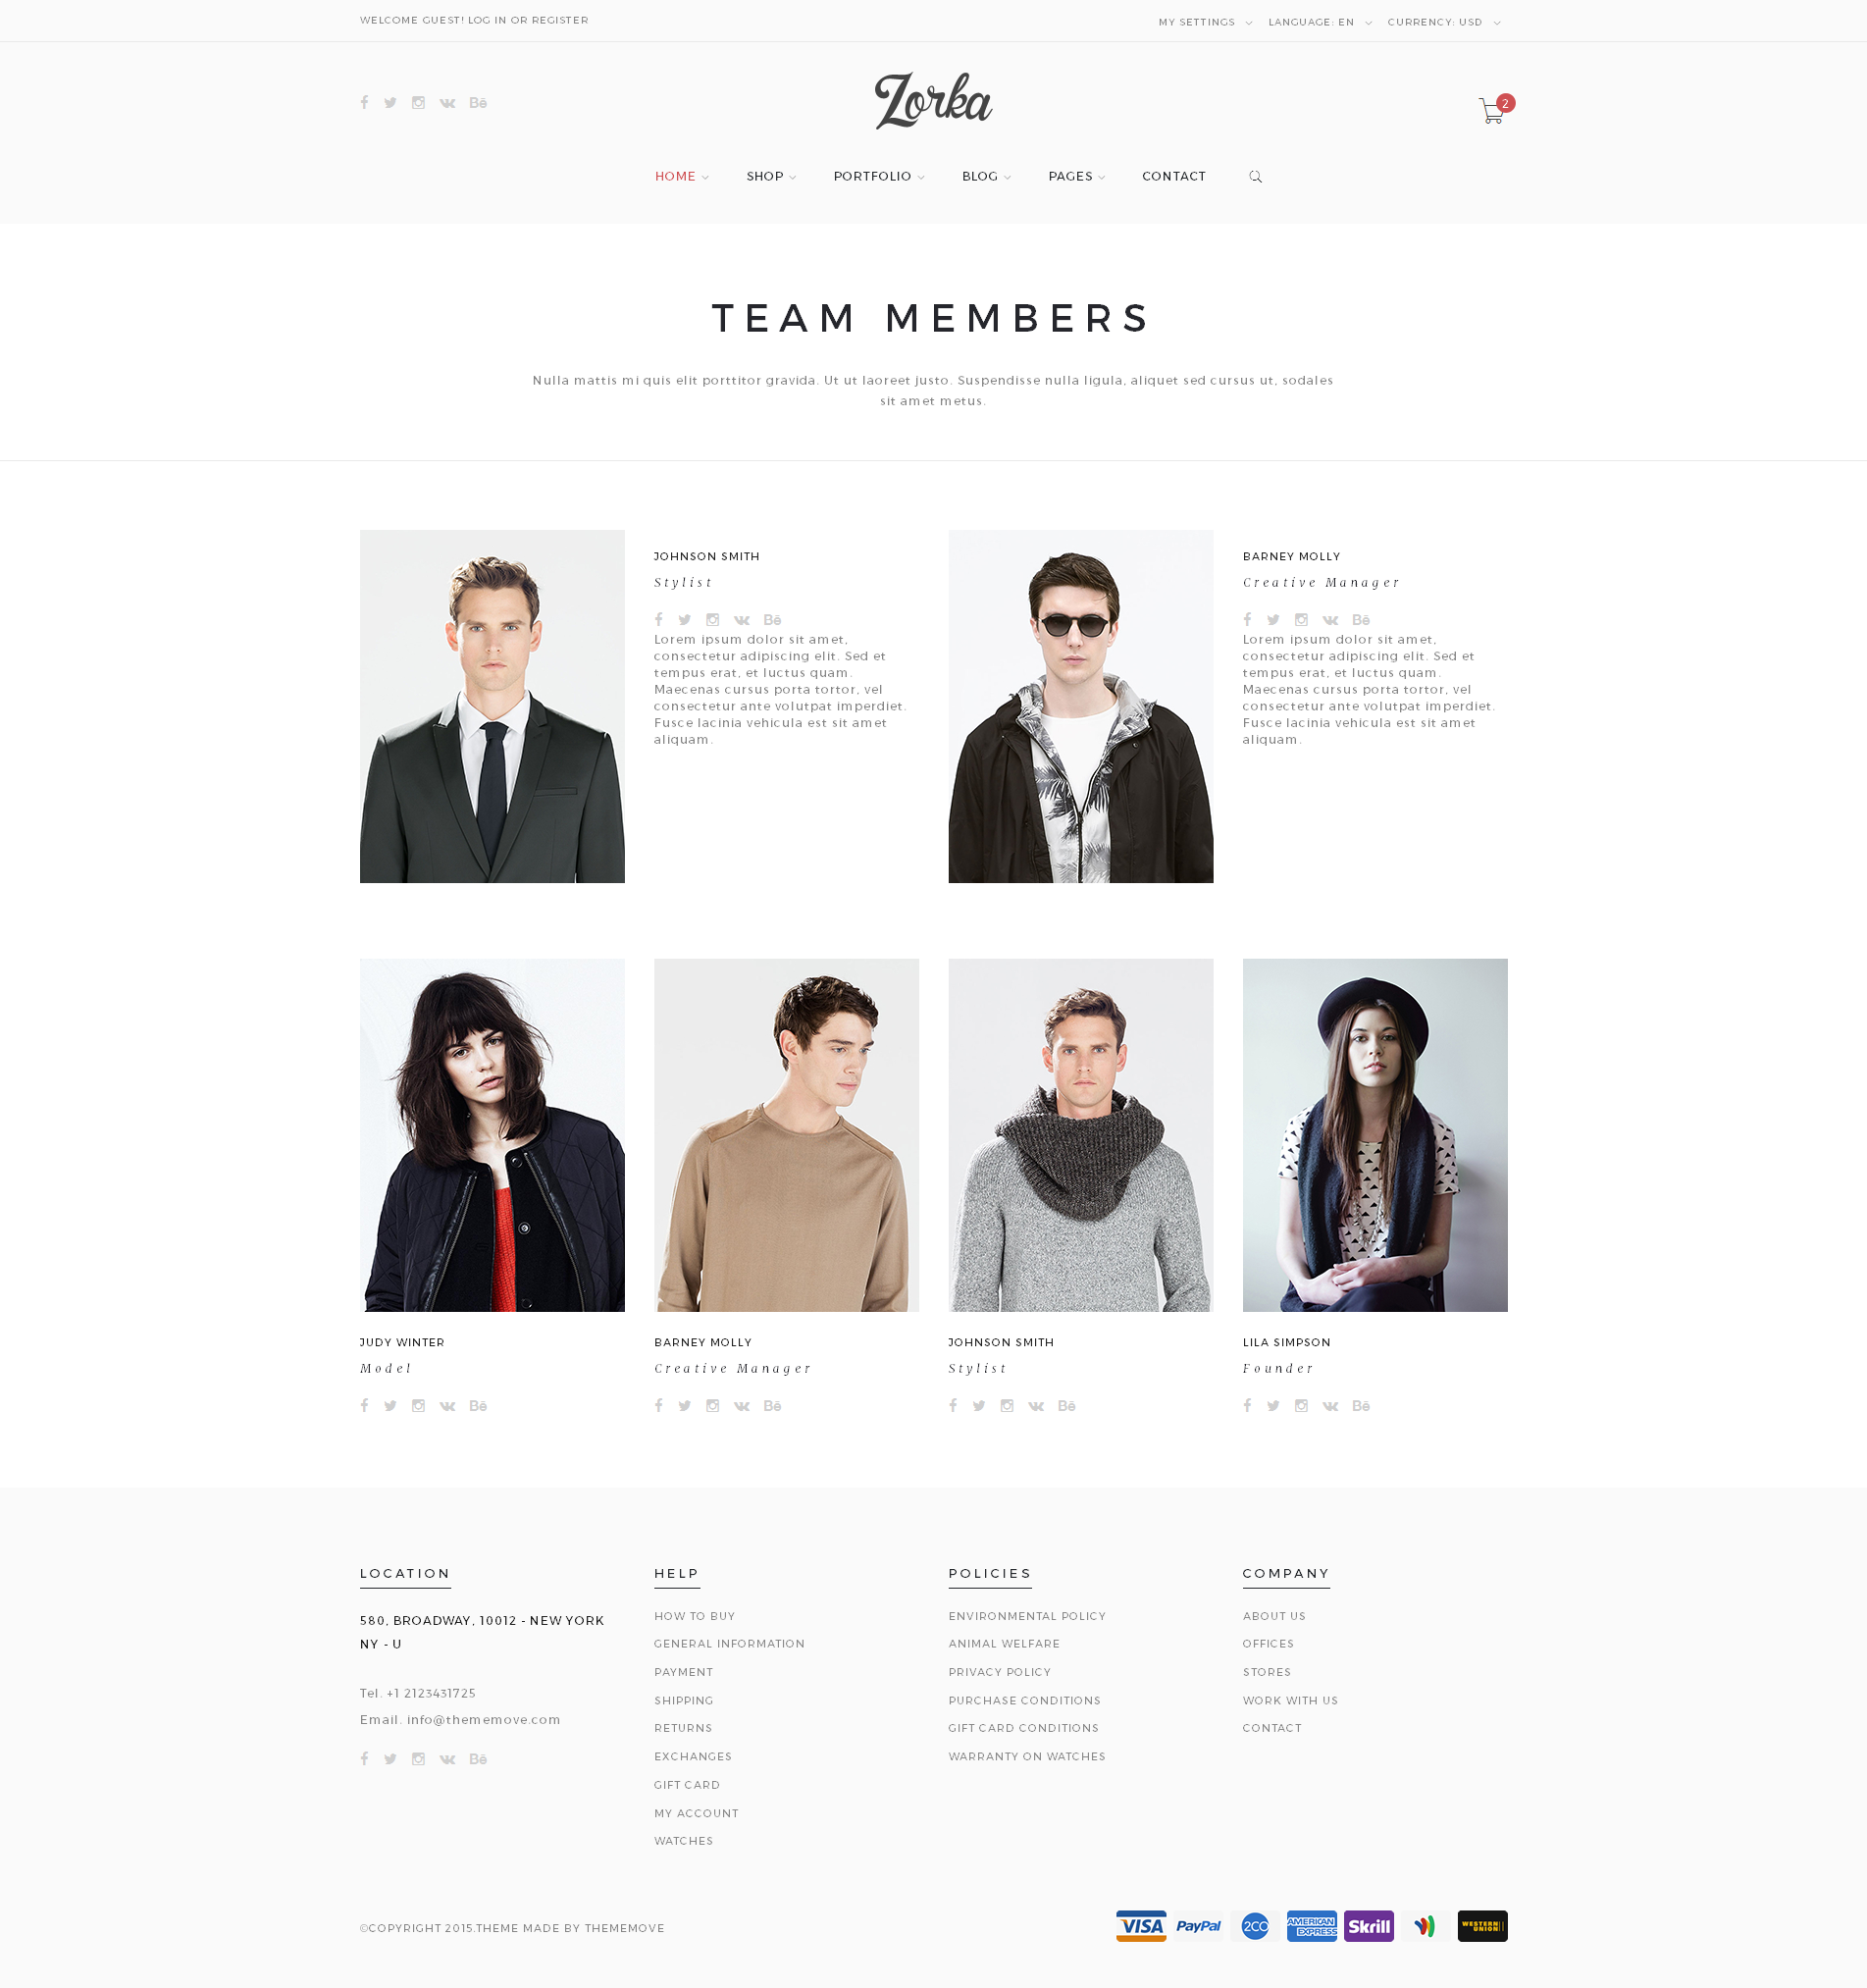 WELCOME GUEST! LOG IN OR REGISTER
MY SETTINGS LANGUAGE: EN CURRENCY: USD
Zorka
2
HOME SHOP PORTFOLIO BLOG PAGES CONTACT
TEAM MEMBERS
Nulla mattis mi quis elit porttitor gravida. Ut ut laoreet justo. Suspendisse nulla ligula, aliquet sed cursus ut, sodales
sit amet metus.
JOHNSON SMITH
Stylist
Bē
Lorem ipsum dolor sit amet,
consectetur adipiscing elit. Sed et
tempus erat, et luctus quam.
Maecenas cursus porta tortor, vel
consectetur ante volutpat imperdiet.
Fusce lacinia vehicula est sit amet
aliquam.
BARNEY MOLLY
Creative Manager
Bē
Lorem ipsum dolor sit amet,
consectetur adipiscing elit. Sed et
tempus erat, et luctus quam.
Maecenas cursus porta tortor, vel
consectetur ante volutpat imperdiet.
Fusce lacinia vehicula est sit amet
aliquam.
JUDY WINTER
Model
Bē
BARNEY MOLLY
Creative Manager
Bē
JOHNSON SMITH
Stylist
Bē
LILA SIMPSON
Founder
Bē
LOCATION
580, BROADWAY, 10012 - NEW YORK
NY - U
Tel. +1 2123431725
Email. info@thememove.com
Bē
HELP
HOW TO BUY
GENERAL INFORMATION
PAYMENT
SHIPPING
RETURNS
EXCHANGES
GIFT CARD
MY ACCOUNT
WATCHES
POLICIES
ENVIRONMENTAL POLICY
ANIMAL WELFARE
PRIVACY POLICY
PURCHASE CONDITIONS
GIFT CARD CONDITIONS
WARRANTY ON WATCHES
COMPANY
ABOUT US
OFFICES
STORES
WORK WITH US
CONTACT
©COPYRIGHT 2015.THEME MADE BY THEMEMOVE
VISA PayPal 2CO AMERICAN EXPRESS Skrill WESTERN UNION